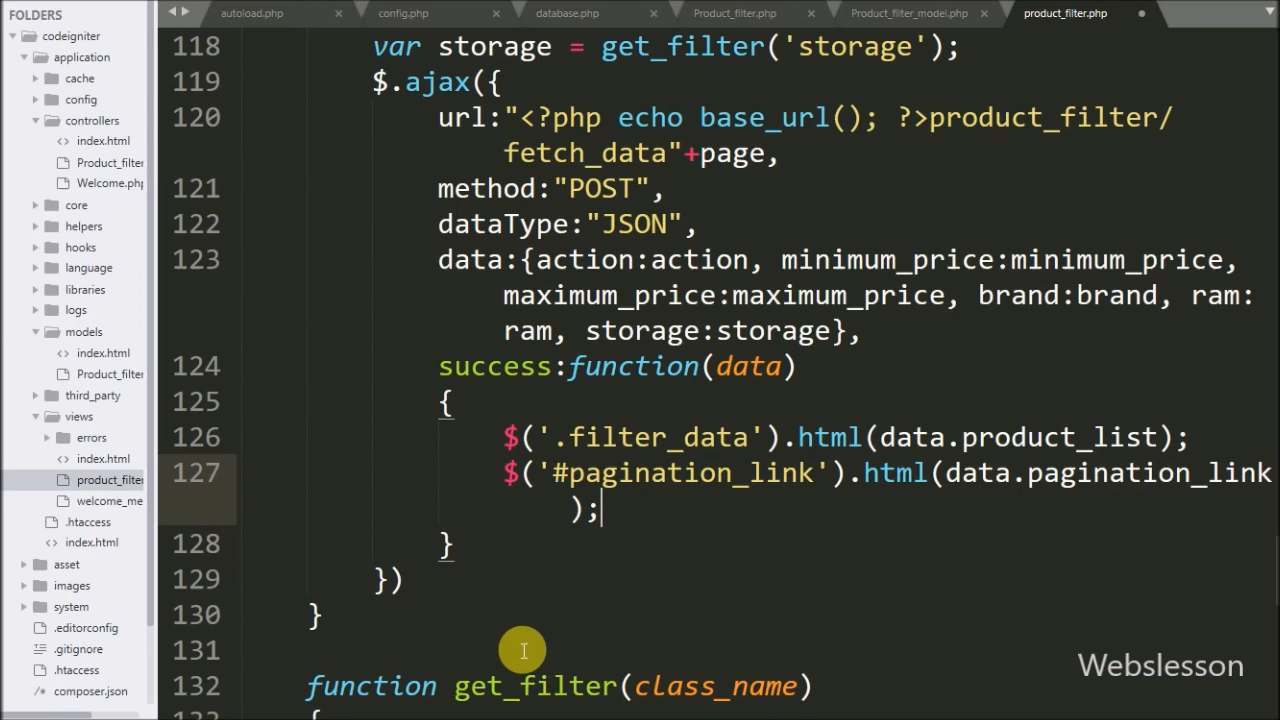 FOLDERS
codeigniter
application
cache
config
controllers
index.html
Product_filter
Welcome.php
core
helpers
hooks
language
libraries
logs
models
index.html
Product_filter
third_party
views
errors
index.html
product_filter
welcome_me
.htaccess
index.html
asset
images
system
.editorconfig
.gitignore
.htaccess
composer.json
autoload.php × config.php × database.php × Product_filter.php × Product_filter_model.php × product_filter.php
118 var storage = get_filter('storage');
119 $.ajax({
120 url:"<?php echo base_url(); ?>product_filter/
fetch_data"+page,
121 method:"POST",
122 dataType:"JSON",
123 data:{action:action, minimum_price:minimum_price,
maximum_price:maximum_price, brand:brand, ram:
ram, storage:storage},
124 success:function(data)
125 {
126 $('.filter_data').html(data.product_list);
127 $('#pagination_link').html(data.pagination_link
);
128 }
129 })
130 }
131
132 function get_filter(class_name)
133 {
Webslesson